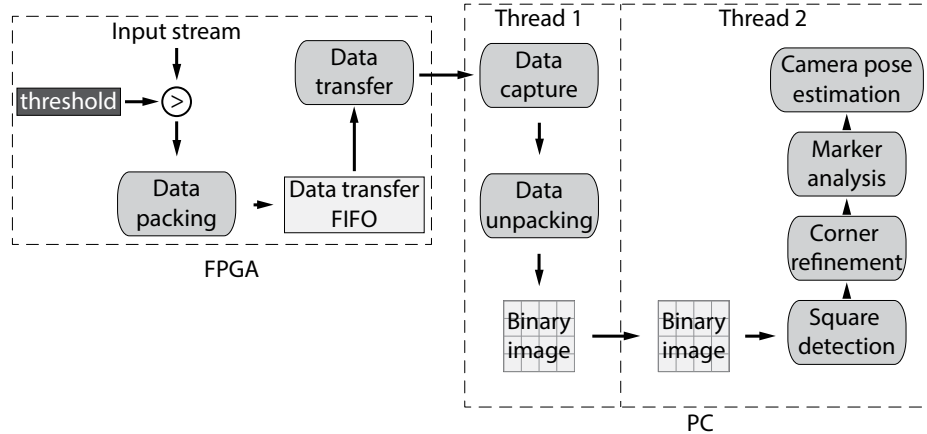 Input stream
threshold
>
Data
packing
Data transfer
FIFO
Data
transfer
FPGA
Thread 1
Data
capture
Data
unpacking
Binary
image
Thread 2
Binary
image
Square
detection
Corner
refinement
Marker
analysis
Camera pose
estimation
PC